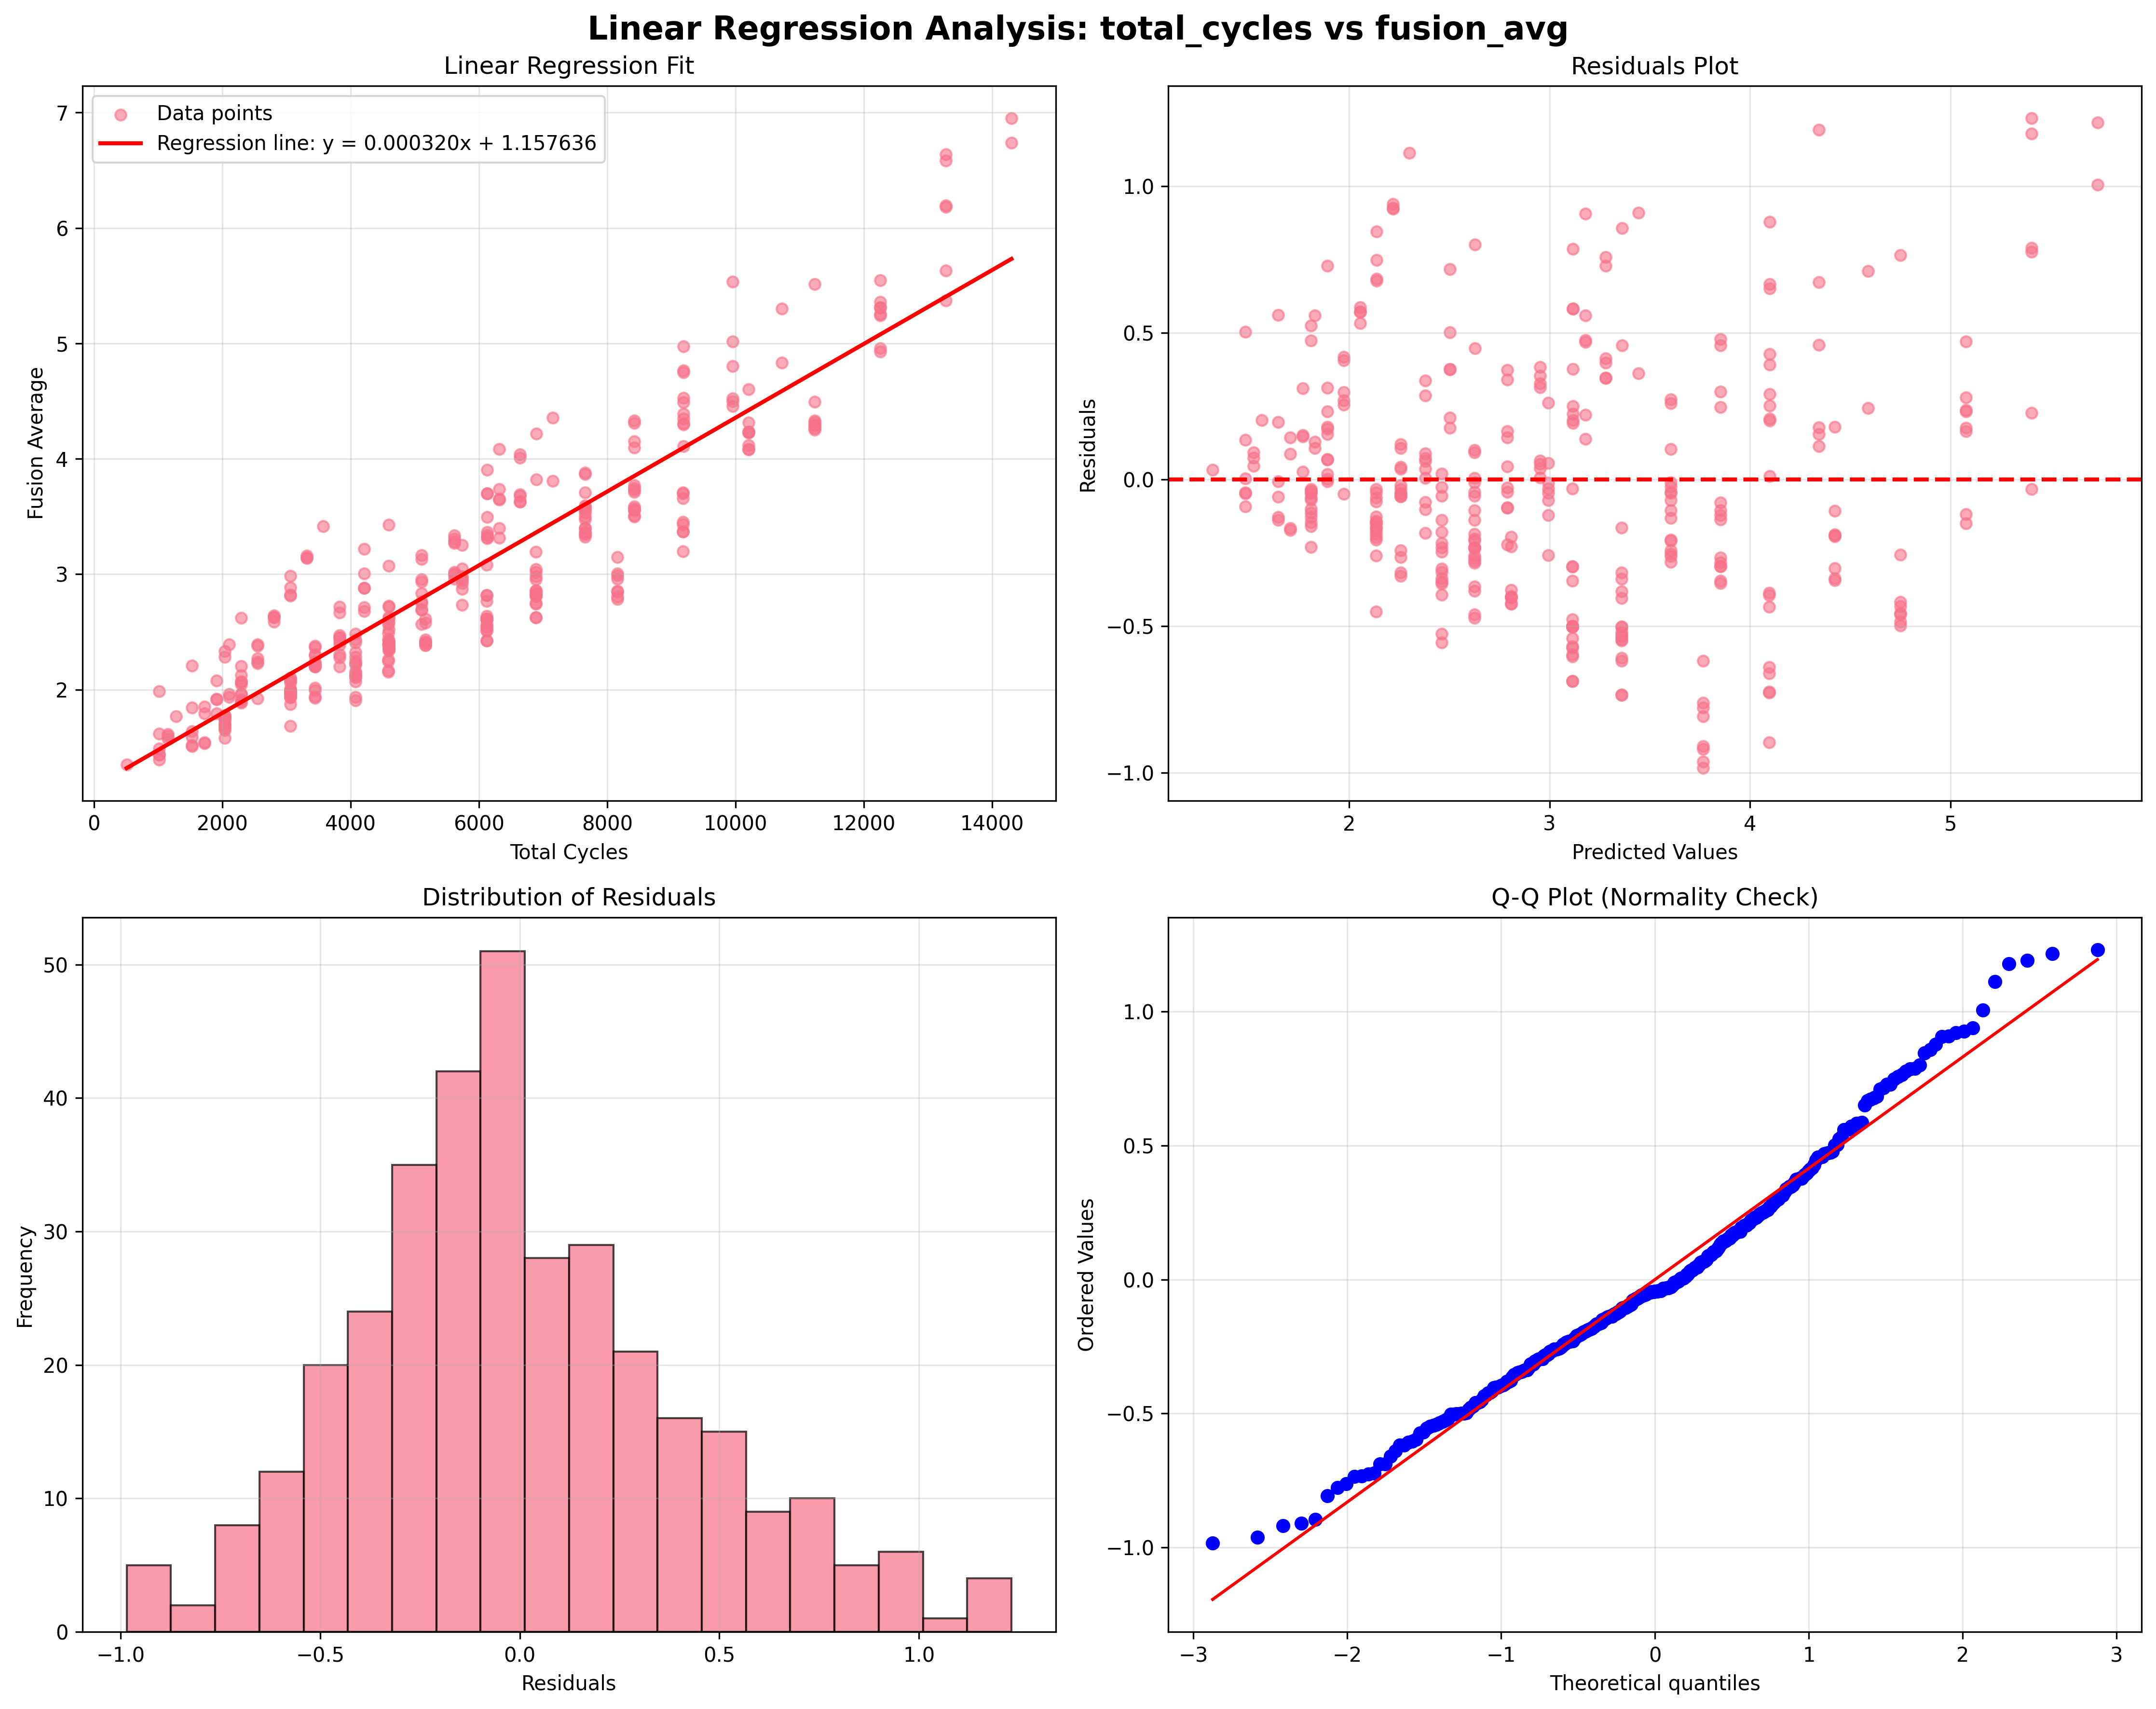 Linear Regression Analysis: total_cycles vs fusion_avg
Linear Regression Fit
Data points
Regression line: y = 0.000320x + 1.157636
7
6
5
4
3
2
Fusion Average
0 2000 4000 6000 8000 10000 12000 14000
Total Cycles
Residuals Plot
1.0
0.5
0.0
−0.5
−1.0
Residuals
2 3 4 5
Predicted Values
Distribution of Residuals
50
40
30
20
10
0
Frequency
−1.0 −0.5 0.0 0.5 1.0
Residuals
Q-Q Plot (Normality Check)
1.0
0.5
0.0
−0.5
−1.0
Ordered Values
−3 −2 −1 0 1 2 3
Theoretical quantiles